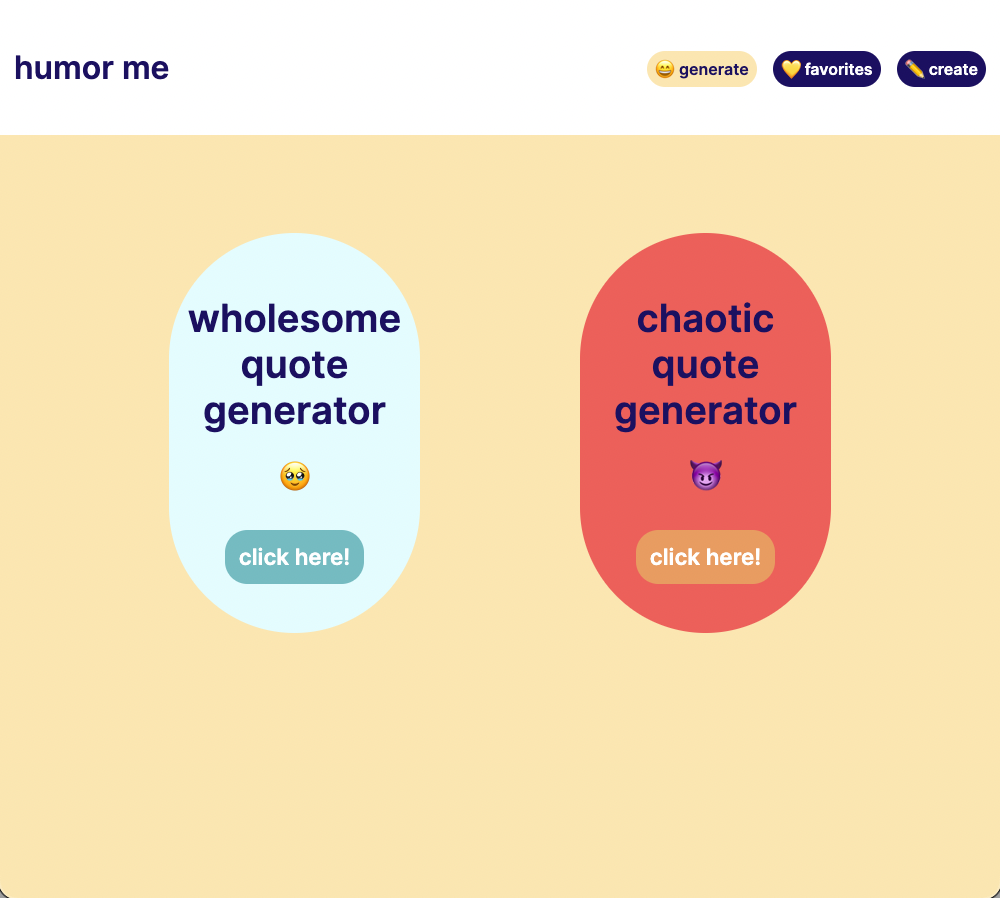 humor me
😄 generate
💛 favorites
✏️ create
wholesome
quote
generator
🥹
click here!
chaotic
quote
generator
😈
click here!